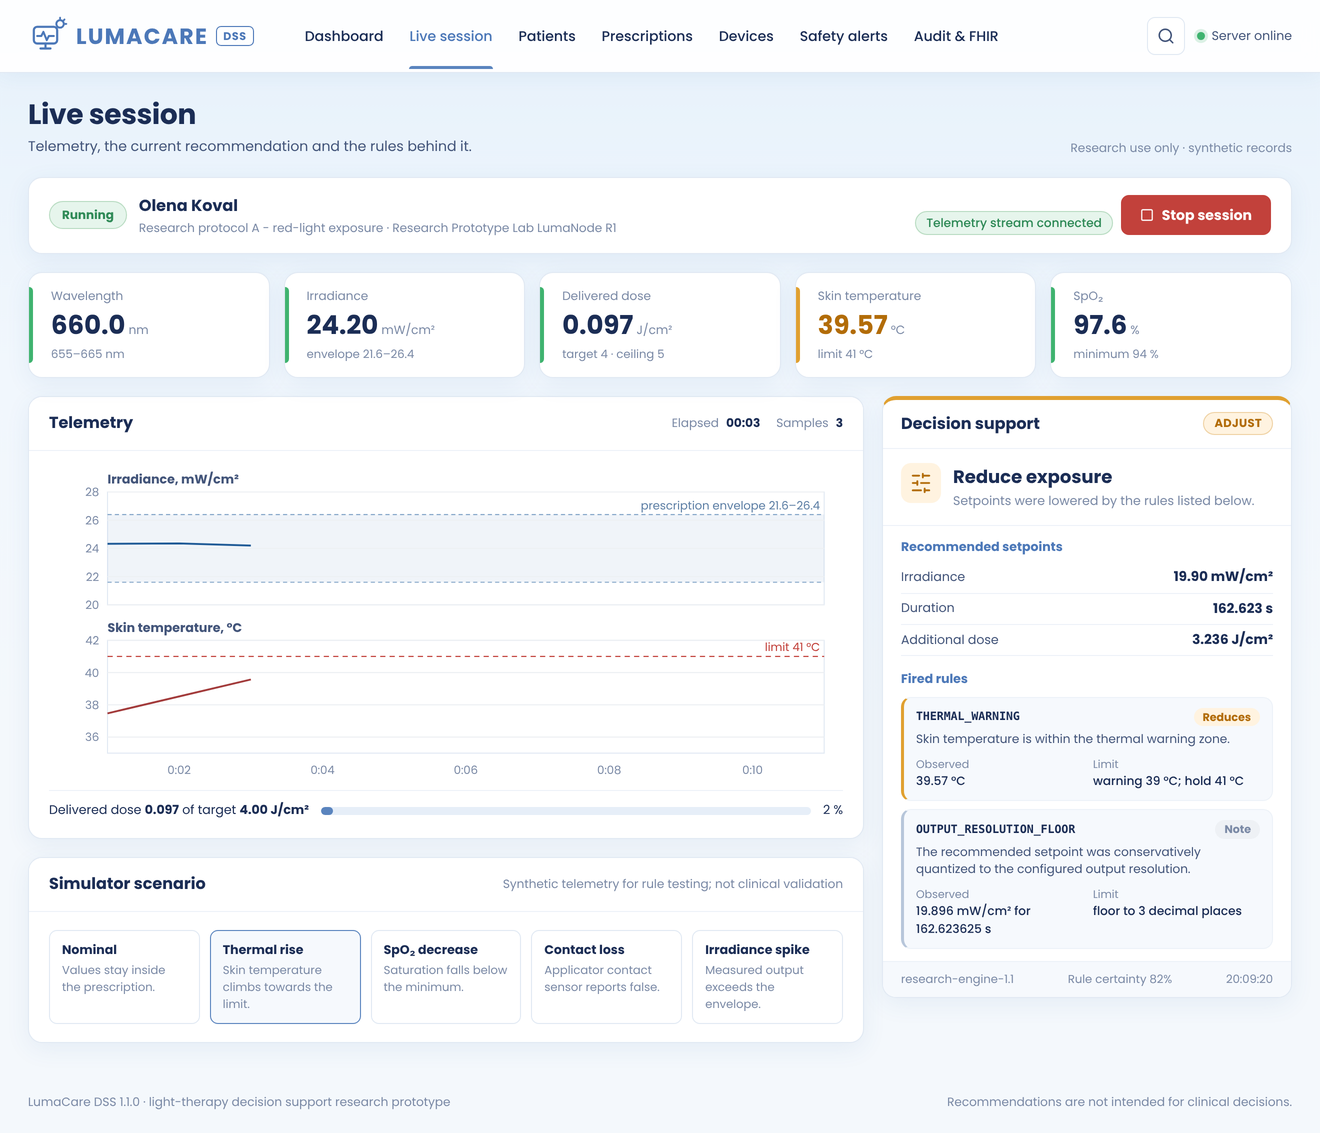 LUMACARE DSS
Dashboard
Live session
Patients
Prescriptions
Devices
Safety alerts
Audit & FHIR
Server online
Live session
Telemetry, the current recommendation and the rules behind it.
Research use only · synthetic records
Running
Olena Koval
Research protocol A - red-light exposure · Research Prototype Lab LumaNode R1
Telemetry stream connected
Stop session
Wavelength
660.0 nm
655–665 nm
Irradiance
24.20 mW/cm²
envelope 21.6–26.4
Delivered dose
0.097 J/cm²
target 4 · ceiling 5
Skin temperature
39.57 °C
limit 41 °C
SpO₂
97.6 %
minimum 94 %
Telemetry
Elapsed 00:03 Samples 3
Irradiance, mW/cm²
28
prescription envelope 21.6–26.4
26
24
22
20
Skin temperature, °C
42
limit 41 °C
40
38
36
0:02 0:04 0:06 0:08 0:10
Delivered dose 0.097 of target 4.00 J/cm² 2 %
Simulator scenario
Synthetic telemetry for rule testing; not clinical validation
Nominal
Values stay inside
the prescription.
Thermal rise
Skin temperature
climbs towards the
limit.
SpO₂ decrease
Saturation falls below
the minimum.
Contact loss
Applicator contact
sensor reports false.
Irradiance spike
Measured output
exceeds the
envelope.
Decision support
ADJUST
Reduce exposure
Setpoints were lowered by the rules listed below.
Recommended setpoints
Irradiance 19.90 mW/cm²
Duration 162.623 s
Additional dose 3.236 J/cm²
Fired rules
THERMAL_WARNING Reduces
Skin temperature is within the thermal warning zone.
Observed
39.57 °C
Limit
warning 39 °C; hold 41 °C
OUTPUT_RESOLUTION_FLOOR Note
The recommended setpoint was conservatively
quantized to the configured output resolution.
Observed
19.896 mW/cm² for
162.623625 s
Limit
floor to 3 decimal places
research-engine-1.1 Rule certainty 82% 20:09:20
LumaCare DSS 1.1.0 · light-therapy decision support research prototype
Recommendations are not intended for clinical decisions.